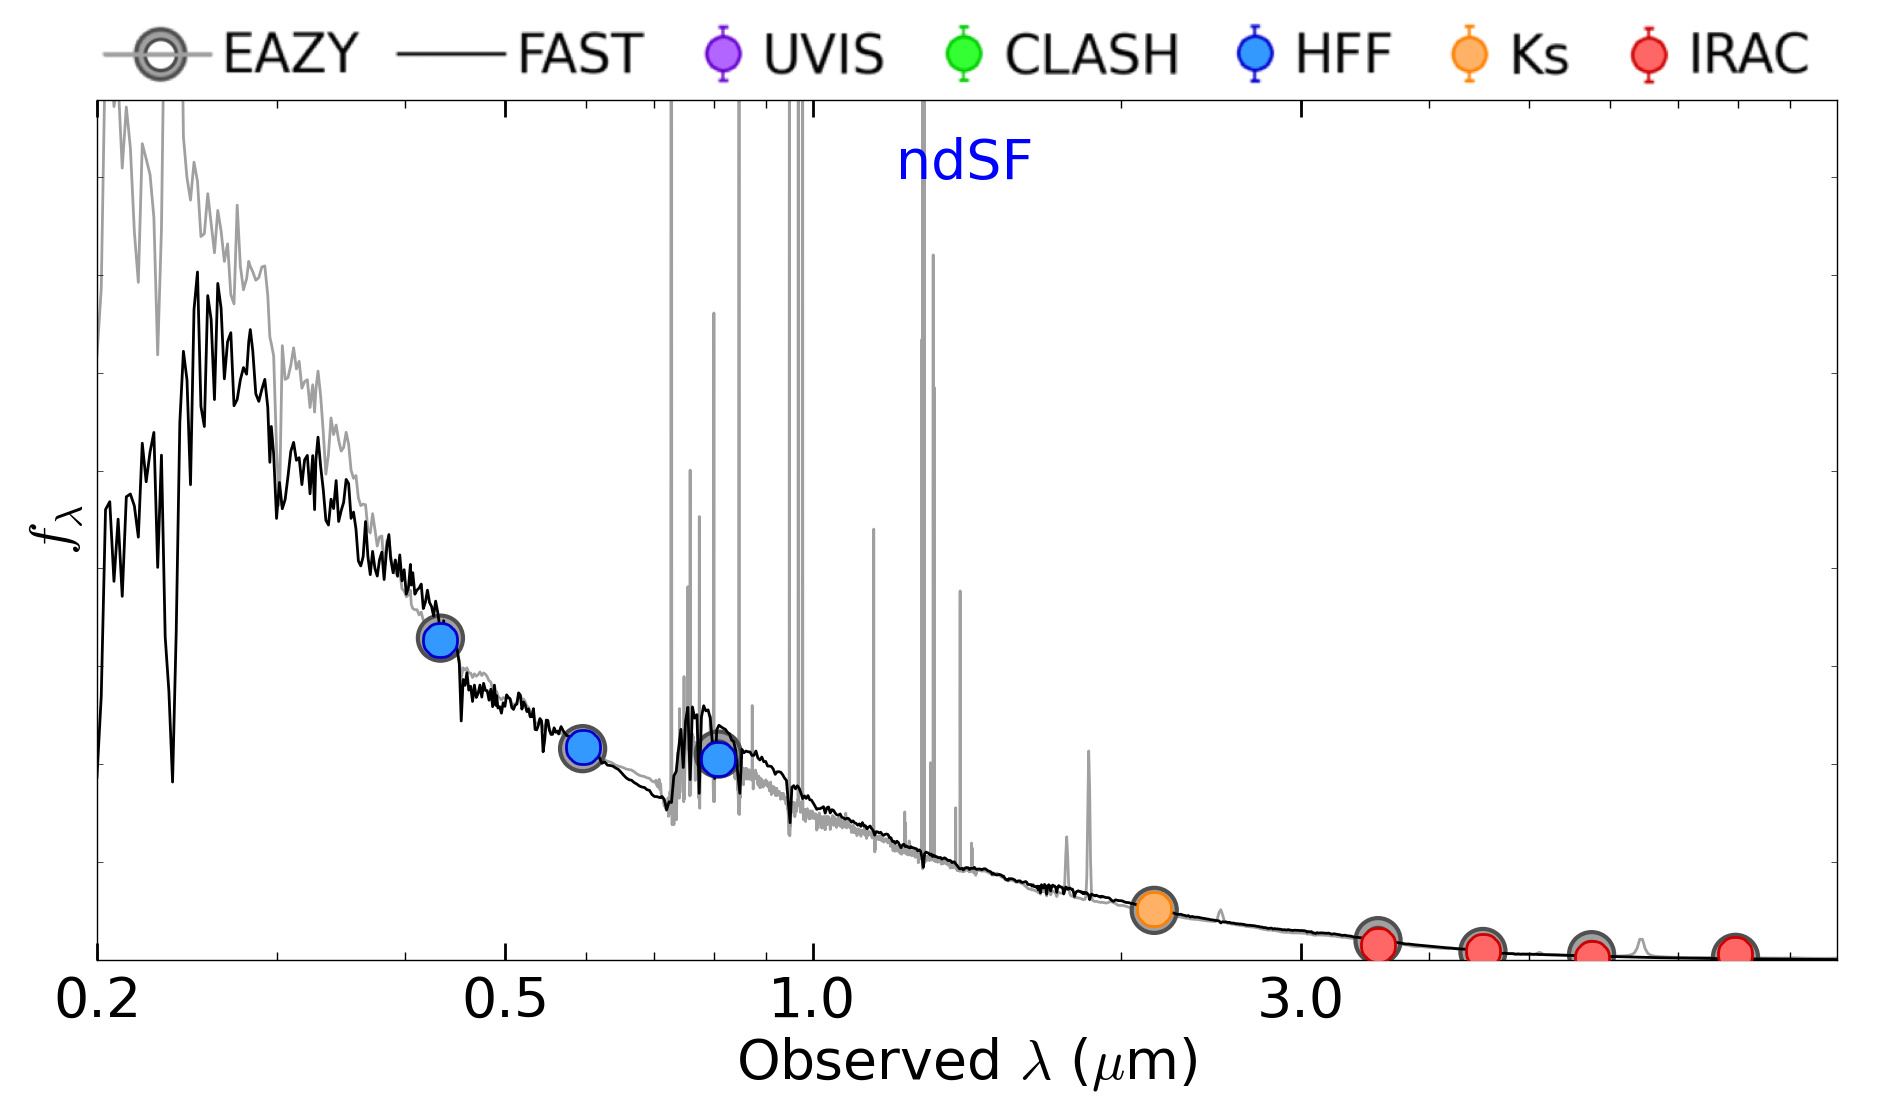 EAZY FAST UVIS CLASH HFF Ks IRAC
ndSF
fλ
0.2 0.5 1.0 3.0
Observed λ (μm)